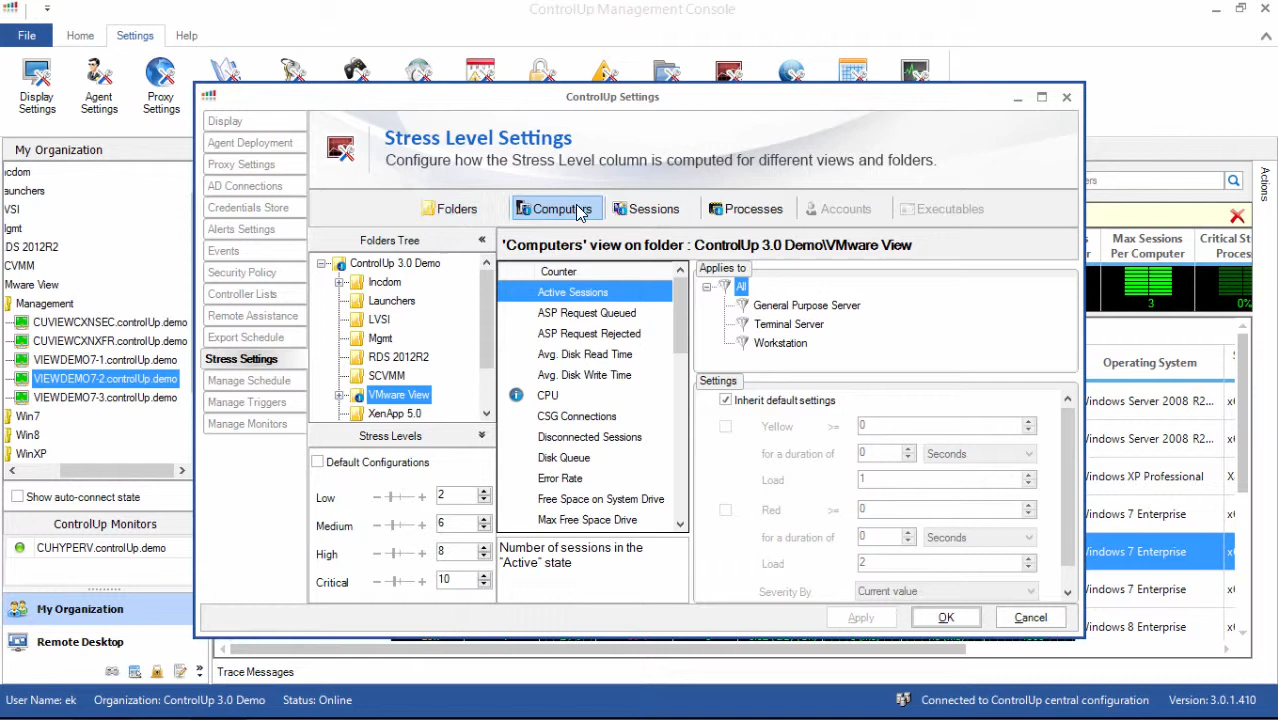 ControlUp Management Console
File Home Settings Help
Display Settings
Agent Settings
Proxy Settings
My Organization
ncdom
aunchers
VSI
Mgmt
RDS 2012R2
CVMM
Mware View
Management
CUVIEWCXNSEC.controlUp.demo
CUVIEWCXNXFR.controlUp.demo
VIEWDEMO7-1.controlUp.demo
VIEWDEMO7-2.controlUp.demo
VIEWDEMO7-3.controlUp.demo
Win7
Win8
WinXP
Show auto-connect state
ControlUp Monitors
CUHYPERV.controlUp.demo
My Organization
Remote Desktop
ControlUp Settings
Display
Agent Deployment
Proxy Settings
AD Connections
Credentials Store
Alerts Settings
Events
Security Policy
Controller Lists
Remote Assistance
Export Schedule
Stress Settings
Manage Schedule
Manage Triggers
Manage Monitors
Stress Level Settings
Configure how the Stress Level column is computed for different views and folders.
Folders Computers Sessions Processes Accounts Executables
Folders Tree
ControlUp 3.0 Demo
Incdom
Launchers
LVSI
Mgmt
RDS 2012R2
SCVMM
VMware View
XenApp 5.0
Stress Levels
Default Configurations
Low 2
Medium 6
High 8
Critical 10
'Computers' view on folder : ControlUp 3.0 Demo\VMware View
Counter
Active Sessions
ASP Request Queued
ASP Request Rejected
Avg. Disk Read Time
Avg. Disk Write Time
CPU
CSG Connections
Disconnected Sessions
Disk Queue
Error Rate
Free Space on System Drive
Max Free Space Drive
Number of sessions in the
"Active" state
Applies to
All
General Purpose Server
Terminal Server
Workstation
Settings
Inherit default settings
Yellow >= 0
for a duration of 0 Seconds
Load 1
Red >= 0
for a duration of 0 Seconds
Load 2
Severity By Current value
Apply OK Cancel
ers
Actions
Max Sessions Per Computer
Critical St
Proces
3
0%
Operating System
Windows Server 2008 R2...
Windows Server 2008 R2...
Windows XP Professional
Windows 7 Enterprise
Windows 7 Enterprise
Windows 7 Enterprise
Windows 8 Enterprise
Trace Messages
User Name: ek Organization: ControlUp 3.0 Demo Status: Online Connected to ControlUp central configuration Version: 3.0.1.410